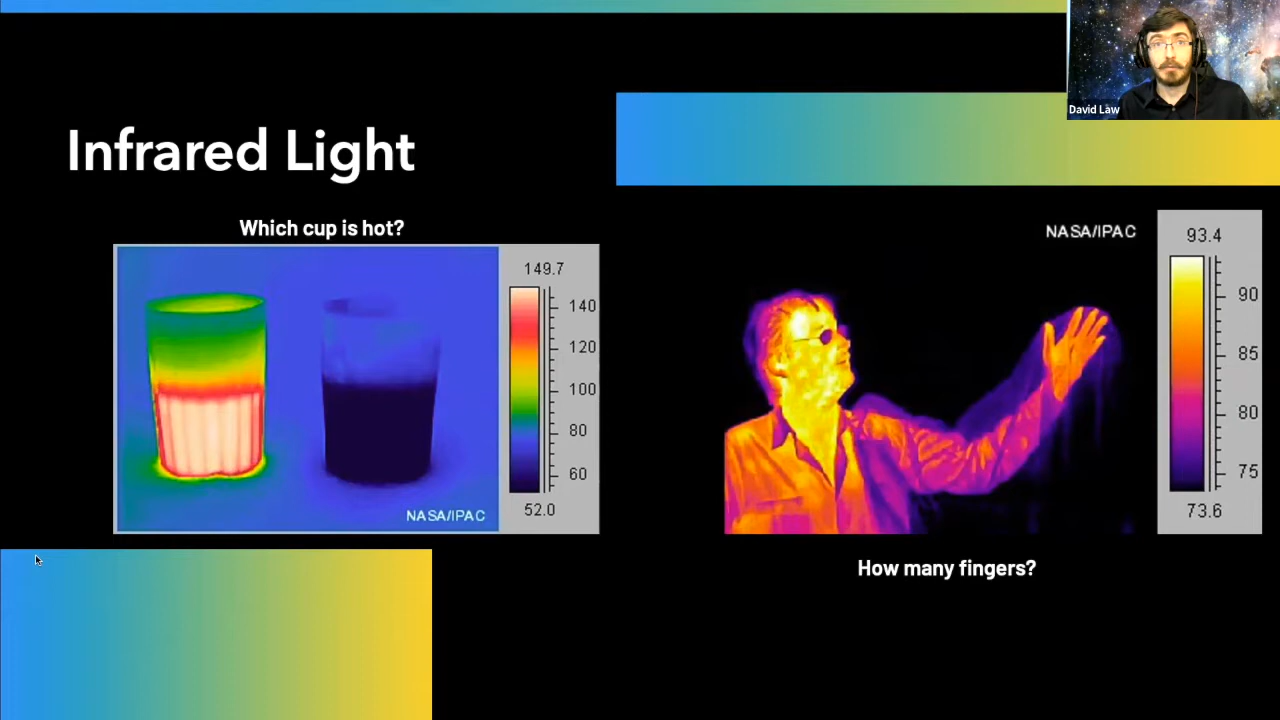 David Law
Infrared Light
Which cup is hot?
149.7
140
120
100
80
60
52.0
NASA/IPAC
NASA/IPAC
93.4
90
85
80
75
73.6
How many fingers?